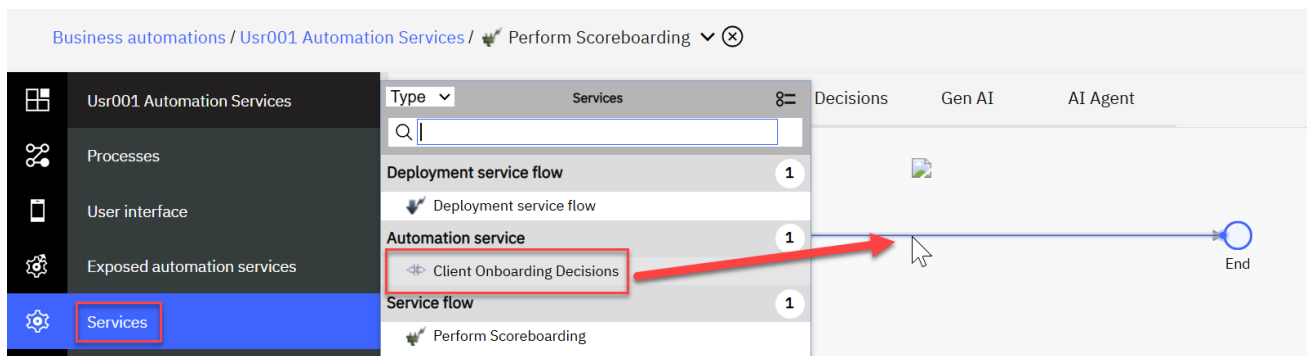 Business automations / Usr001 Automation Services / Perform Scoreboarding
Usr001 Automation Services
Processes
User interface
Exposed automation services
Services
Type
Services
Deployment service flow
1
Deployment service flow
Automation service
1
Client Onboarding Decisions
Service flow
1
Perform Scoreboarding
Decisions
Gen AI
AI Agent
End